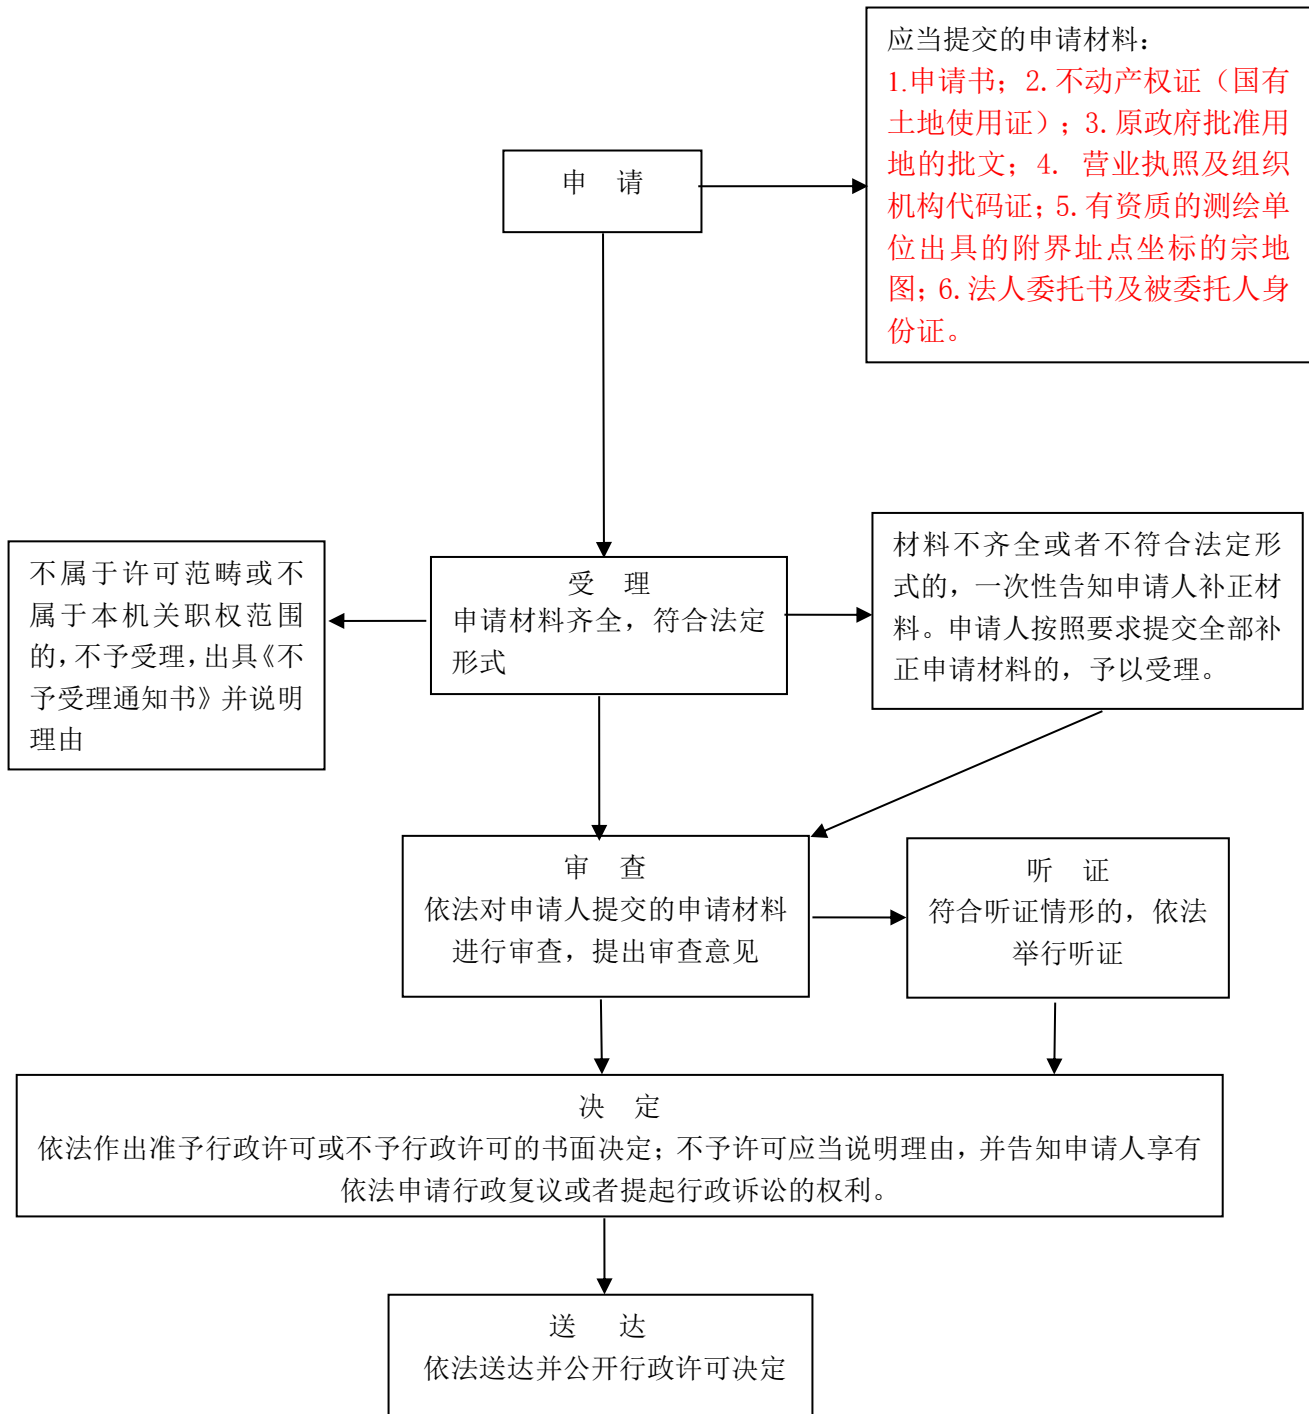 应当提交的申请材料：
1.申请书；2.不动产权证（国有
土地使用证）；3.原政府批准用
地的批文；4. 营业执照及组织
机构代码证；5.有资质的测绘单
位出具的附界址点坐标的宗地
图；6.法人委托书及被委托人身
份证。
申 请
不属于许可范畴或不
属于本机关职权范围
的，不予受理，出具《不
予受理通知书》并说明
理由
受 理
申请材料齐全，符合法定
形式
材料不齐全或者不符合法定形
式的，一次性告知申请人补正材
料。申请人按照要求提交全部补
正申请材料的，予以受理。
审 查
依法对申请人提交的申请材料
进行审查，提出审查意见
听 证
符合听证情形的，依法
举行听证
决 定
依法作出准予行政许可或不予行政许可的书面决定；不予许可应当说明理由，并告知申请人享有
依法申请行政复议或者提起行政诉讼的权利。
送 达
依法送达并公开行政许可决定